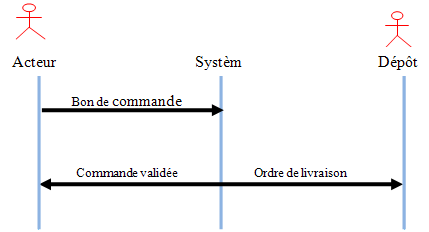 Acteur Systèm Dépôt
Bon de commande
Commande validée Ordre de livraison